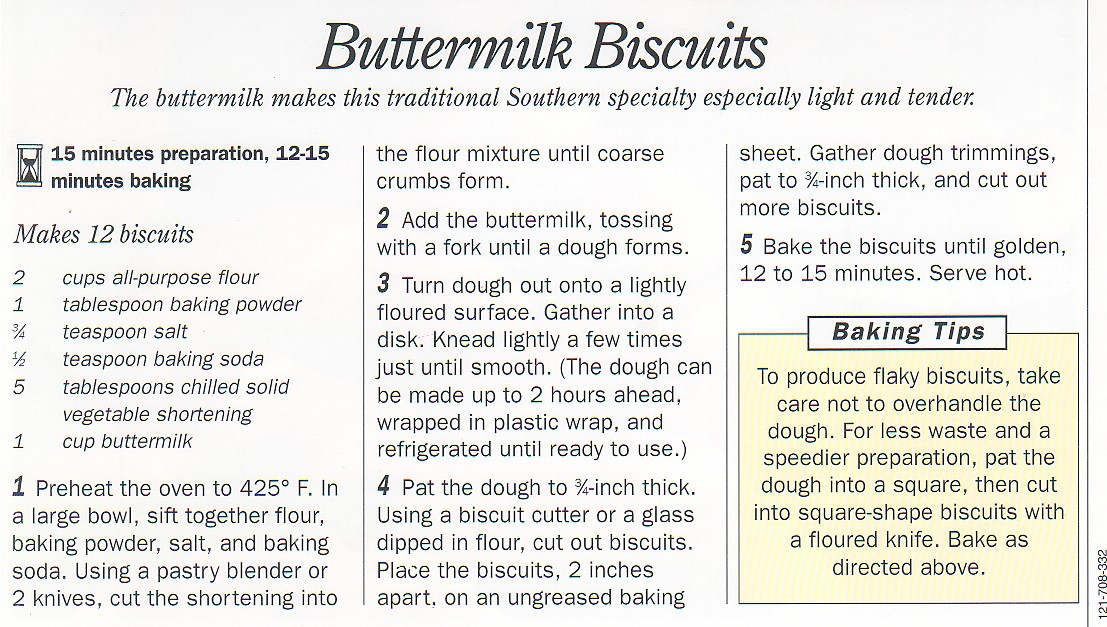 Buttermilk Biscuits
The buttermilk makes this traditional Southern specialty especially light and tender.
15 minutes preparation, 12-15
minutes baking
Makes 12 biscuits
2 cups all-purpose flour
1 tablespoon baking powder
¾ teaspoon salt
½ teaspoon baking soda
5 tablespoons chilled solid
vegetable shortening
1 cup buttermilk
1 Preheat the oven to 425° F. In
a large bowl, sift together flour,
baking powder, salt, and baking
soda. Using a pastry blender or
2 knives, cut the shortening into
the flour mixture until coarse
crumbs form.
2 Add the buttermilk, tossing
with a fork until a dough forms.
3 Turn dough out onto a lightly
floured surface. Gather into a
disk. Knead lightly a few times
just until smooth. (The dough can
be made up to 2 hours ahead,
wrapped in plastic wrap, and
refrigerated until ready to use.)
4 Pat the dough to ¾-inch thick.
Using a biscuit cutter or a glass
dipped in flour, cut out biscuits.
Place the biscuits, 2 inches
apart, on an ungreased baking
sheet. Gather dough trimmings,
pat to ¾-inch thick, and cut out
more biscuits.
5 Bake the biscuits until golden,
12 to 15 minutes. Serve hot.
Baking Tips
To produce flaky biscuits, take
care not to overhandle the
dough. For less waste and a
speedier preparation, pat the
dough into a square, then cut
into square-shape biscuits with
a floured knife. Bake as
directed above.
121-708-332